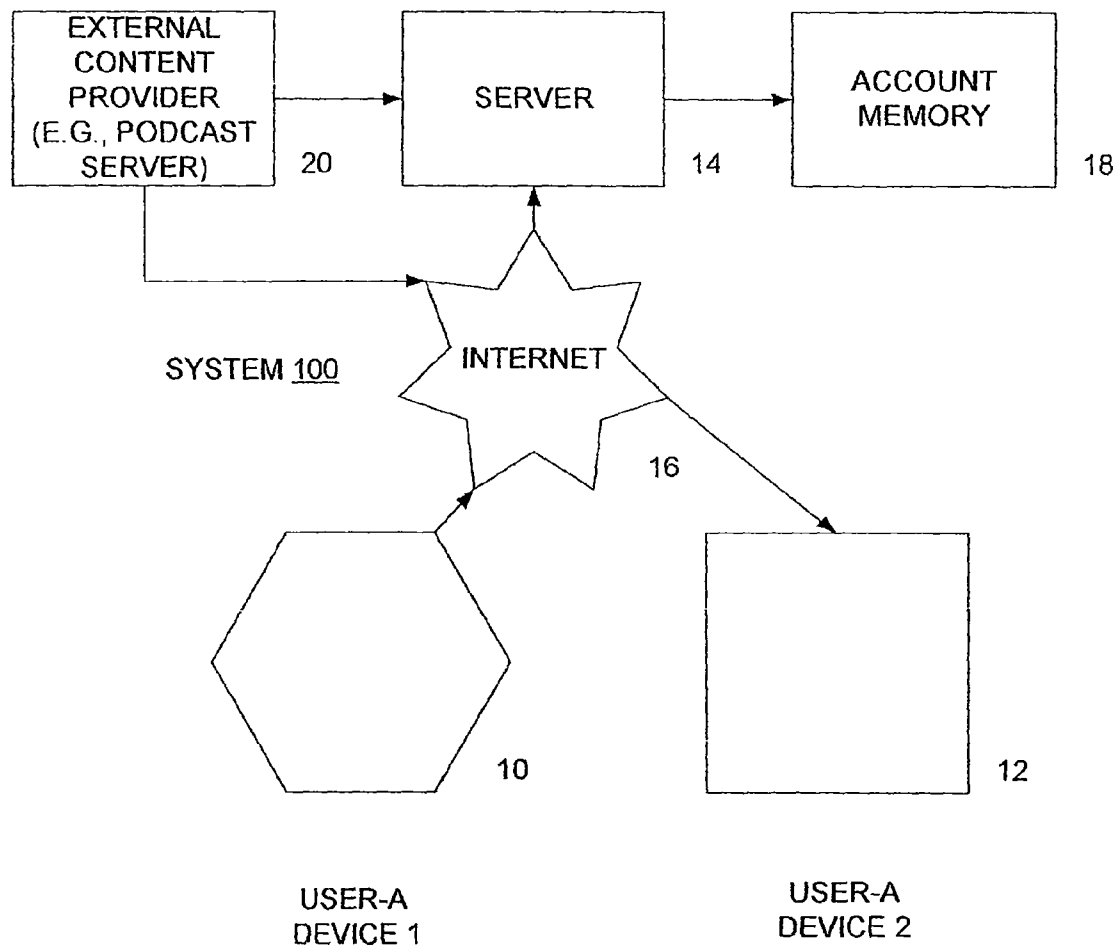 EXTERNAL
CONTENT
PROVIDER
(E.G., PODCAST
SERVER)
20
SERVER
14
ACCOUNT
MEMORY
18
SYSTEM 100
INTERNET
16
10
12
USER-A
DEVICE 1
USER-A
DEVICE 2